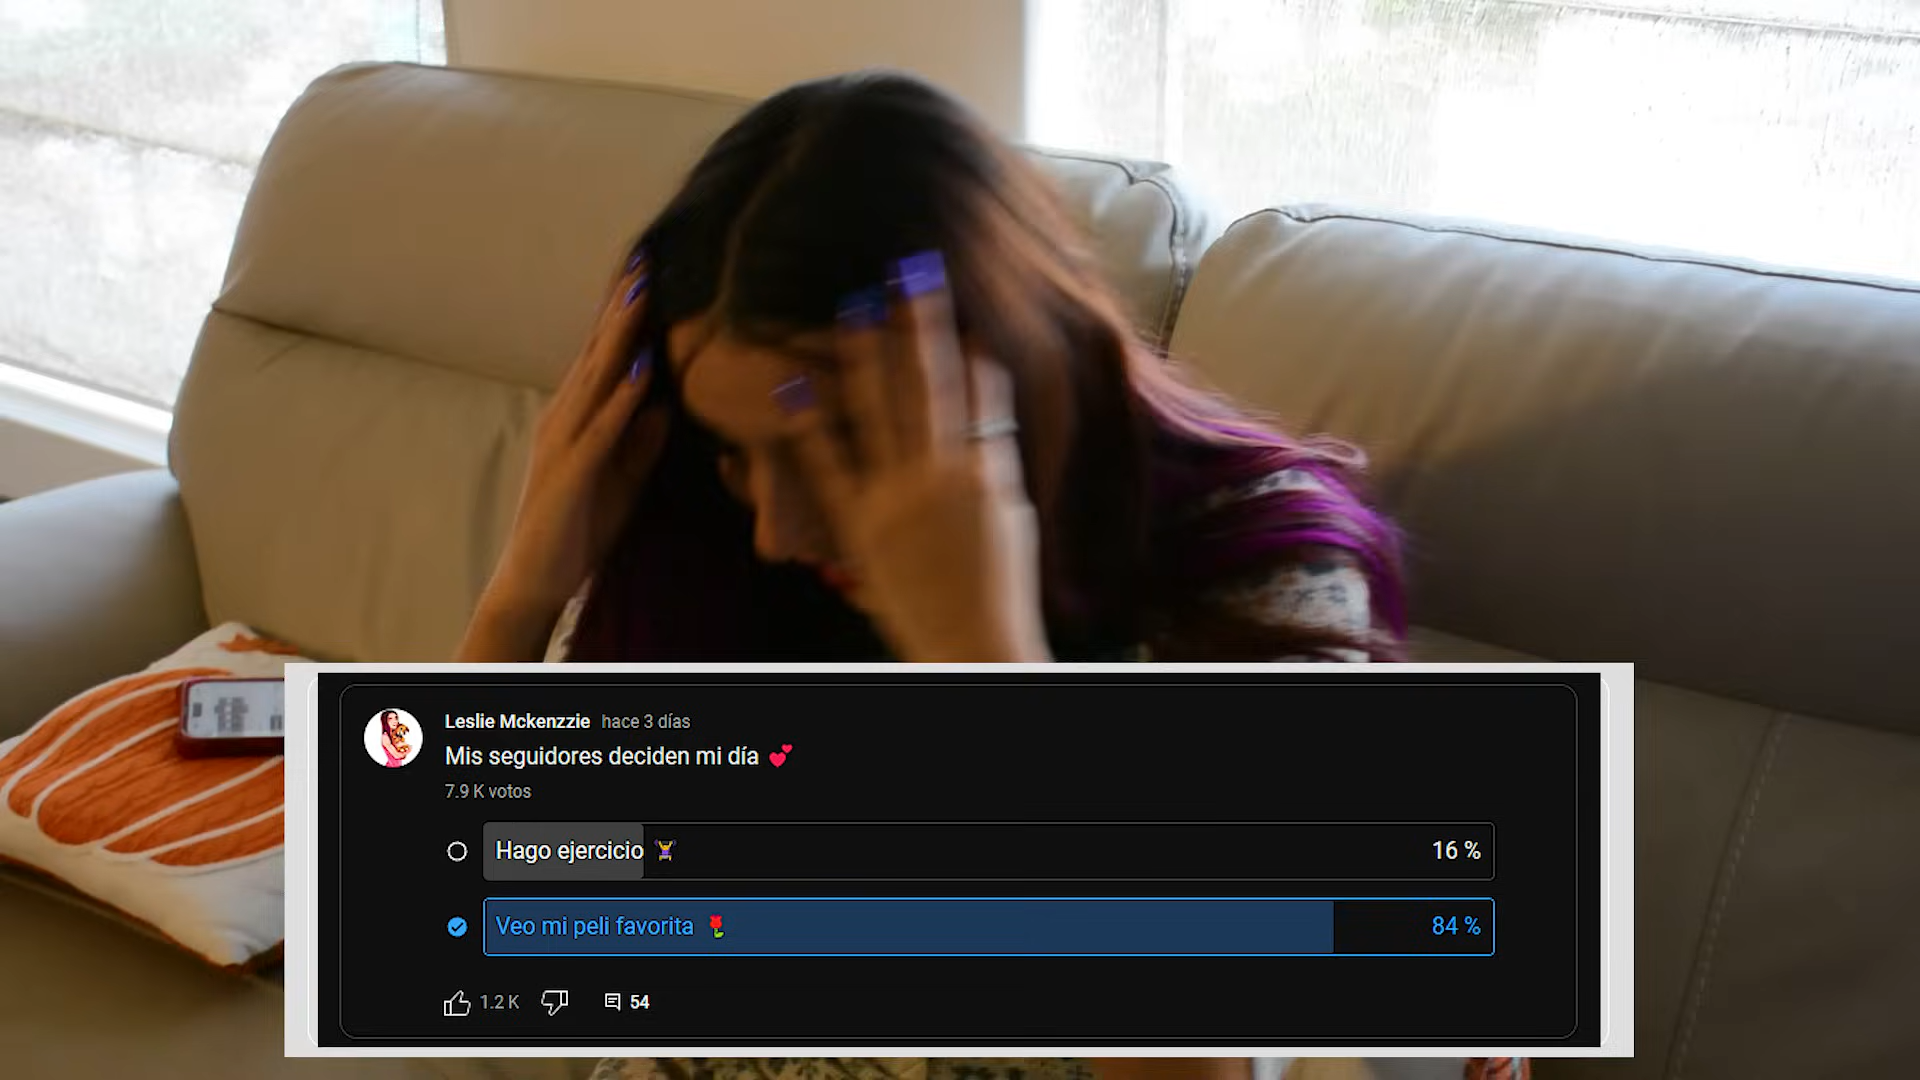 Leslie Mckenzzie hace 3 días
Mis seguidores deciden mi día 💕
7.9 K votos
Hago ejercicio 🏋️‍♀️ 16 %
Veo mi peli favorita 🌷 84 %
1.2 K 54